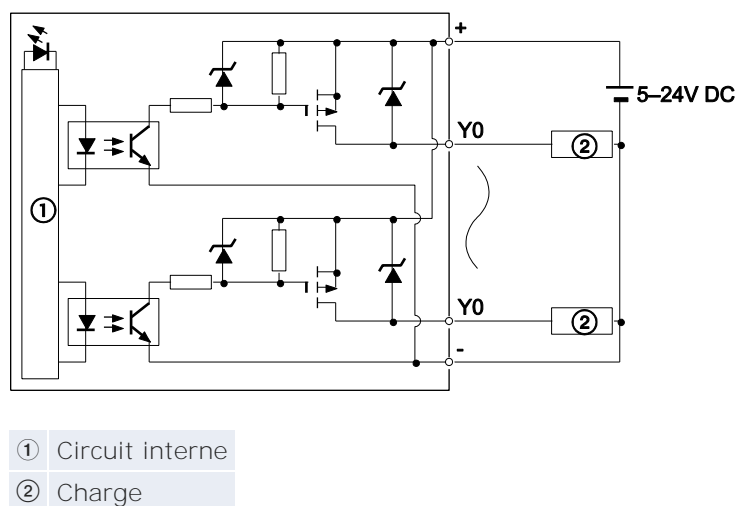 +
5–24V DC
Y0
②
①
Y0
②
-
① Circuit interne
② Charge